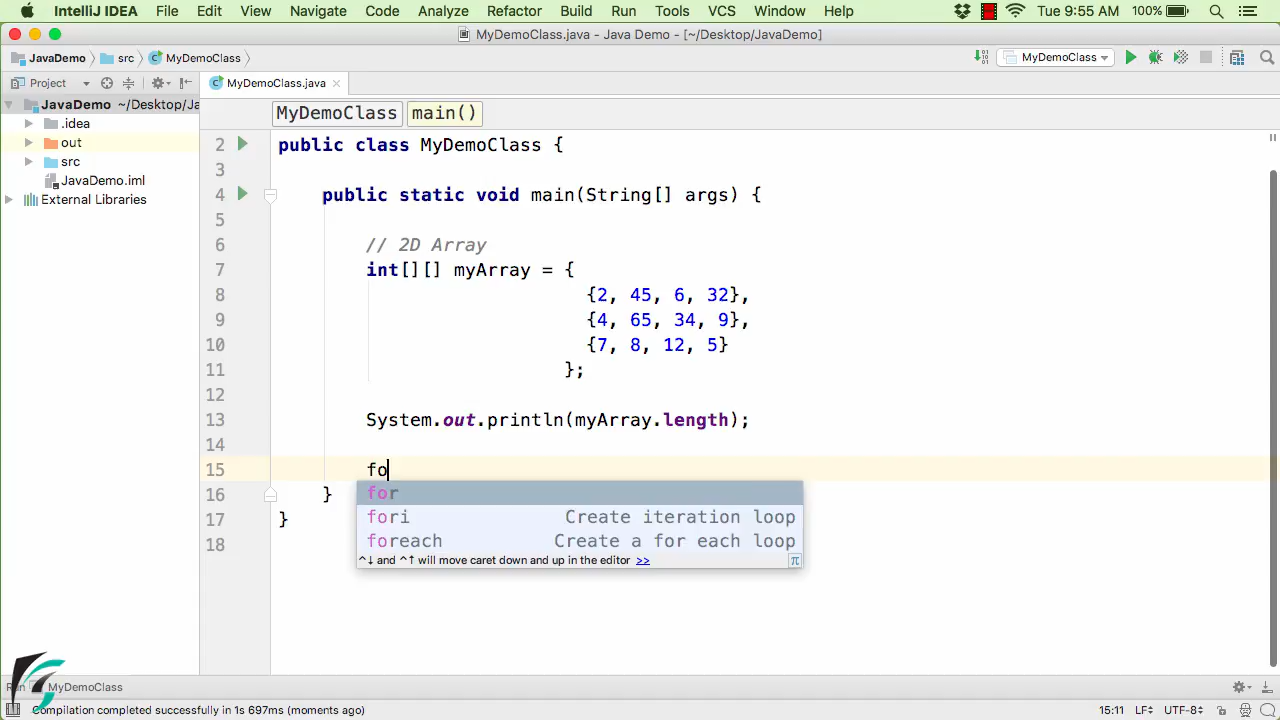 IntelliJ IDEA File Edit View Navigate Code Analyze Refactor Build Run Tools VCS Window Help Tue 9:55 AM 100%
MyDemoClass.java - Java Demo - [~/Desktop/JavaDemo]
JavaDemo src MyDemoClass MyDemoClass
Project MyDemoClass.java
JavaDemo ~/Desktop/Ja
.idea
out
src
JavaDemo.iml
External Libraries
MyDemoClass main()
2 public class MyDemoClass {
3
4 public static void main(String[] args) {
5
6 // 2D Array
7 int[][] myArray = {
8 {2, 45, 6, 32},
9 {4, 65, 34, 9},
10 {7, 8, 12, 5}
11 };
12
13 System.out.println(myArray.length);
14
15 fo
16 }
17 }
18
for
fori Create iteration loop
foreach Create a for each loop
^↓ and ^↑ will move caret down and up in the editor >> π
MyDemoClass
Compilation completed successfully in 1s 697ms (moments ago) 15:11 LF÷ UTF-8÷